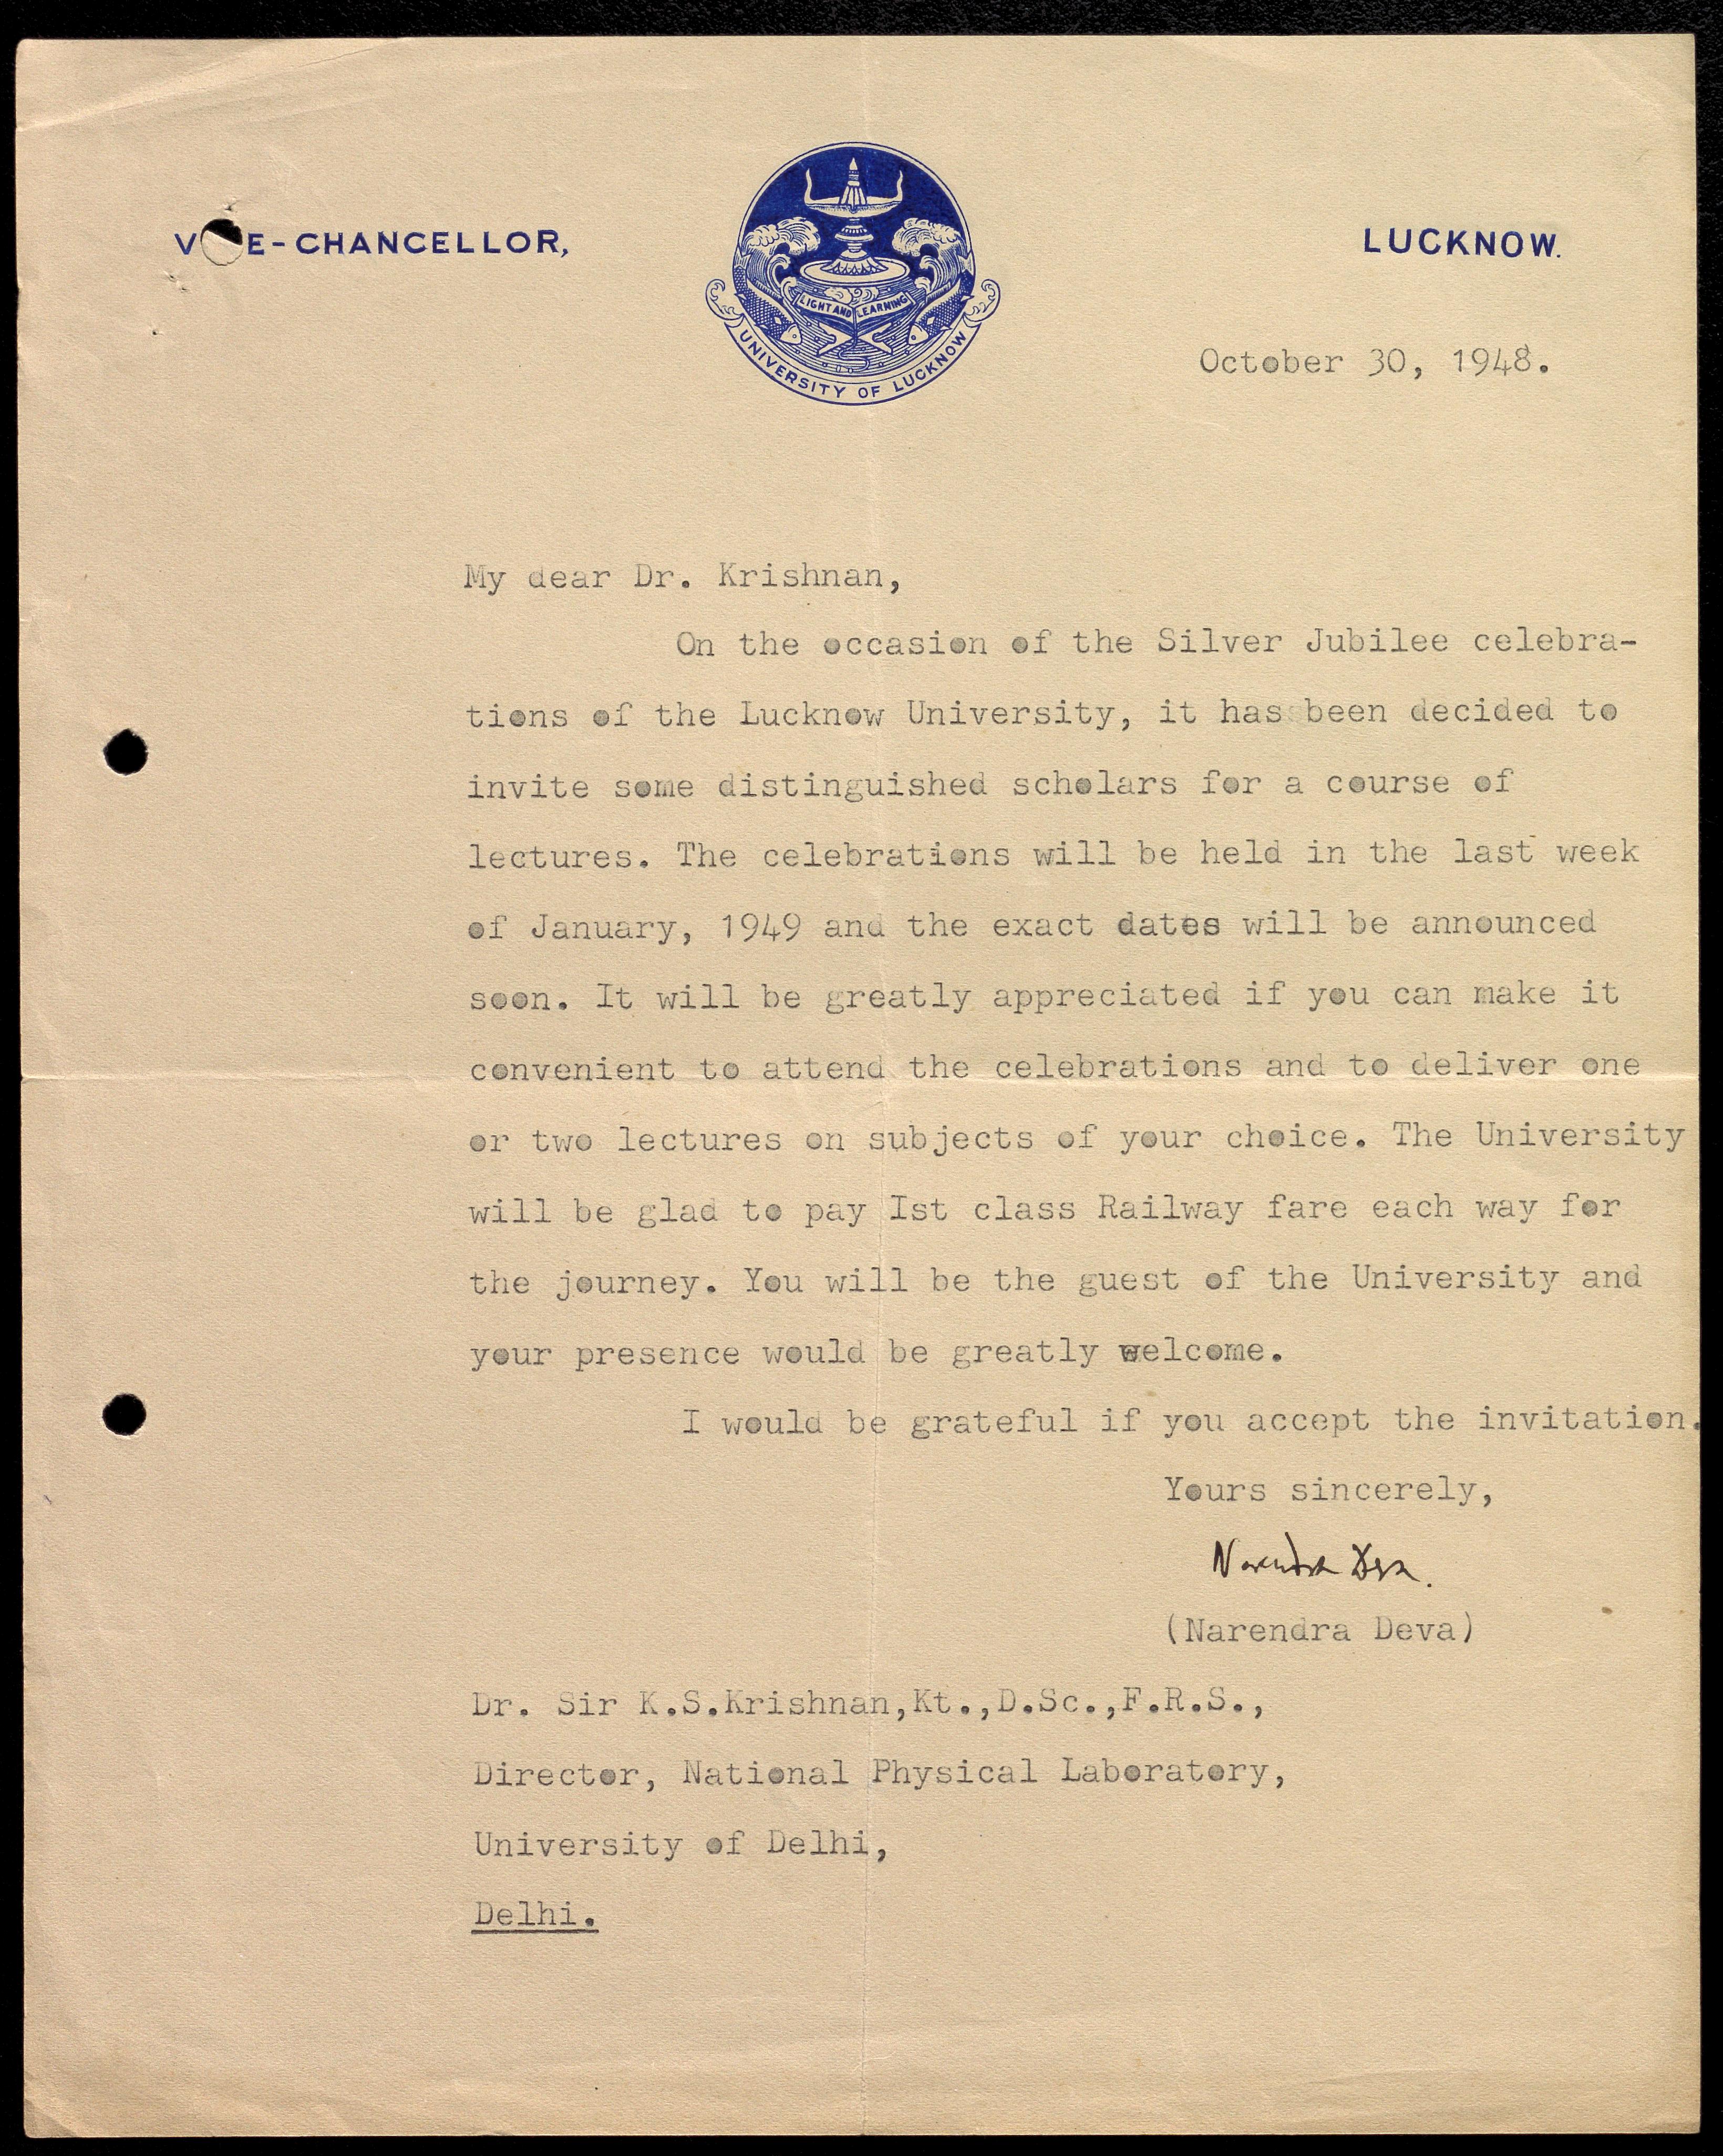 V E-CHANCELLOR,
LUCKNOW.
LIGHT AND LEARNING
UNIVERSITY OF LUCKNOW
October 30, 1948.
My dear Dr. Krishnan,
On the occasion of the Silver Jubilee celebra-
tions of the Lucknow University, it has been decided to
invite some distinguished scholars for a course of
lectures. The celebrations will be held in the last week
of January, 1949 and the exact dates will be announced
soon. It will be greatly appreciated if you can make it
convenient to attend the celebrations and to deliver one
or two lectures on subjects of your choice. The University
will be glad to pay Ist class Railway fare each way for
the journey. You will be the guest of the University and
your presence would be greatly welcome.
I would be grateful if you accept the invitation.
Yours sincerely,
Narendra Deva.
(Narendra Deva)
Dr. Sir K.S.Krishnan,Kt.,D.Sc.,F.R.S.,
Director, National Physical Laboratory,
University of Delhi,
Delhi.